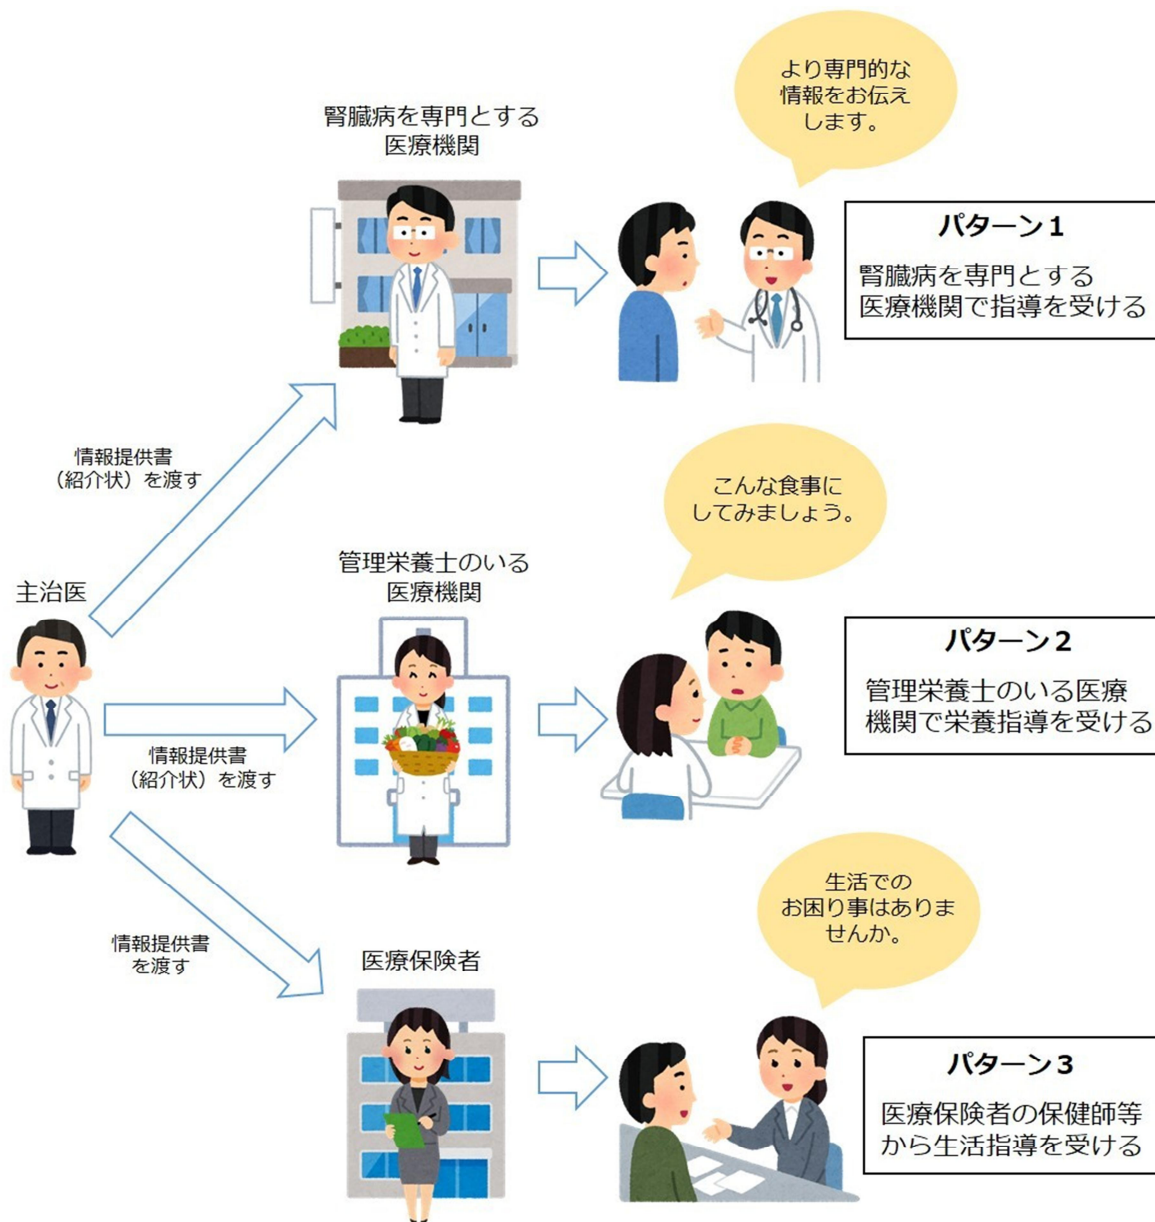 より専門的な
情報をお伝え
します。
腎臓病を専門とする
医療機関
パターン１
腎臓病を専門とする
医療機関で指導を受ける
情報提供書
（紹介状）を渡す
こんな食事に
してみましょう。
管理栄養士のいる
医療機関
主治医
パターン２
管理栄養士のいる医療
機関で栄養指導を受ける
情報提供書
（紹介状）を渡す
生活での
お困り事はありま
せんか。
情報提供書
を渡す
医療保険者
パターン３
医療保険者の保健師等
から生活指導を受ける